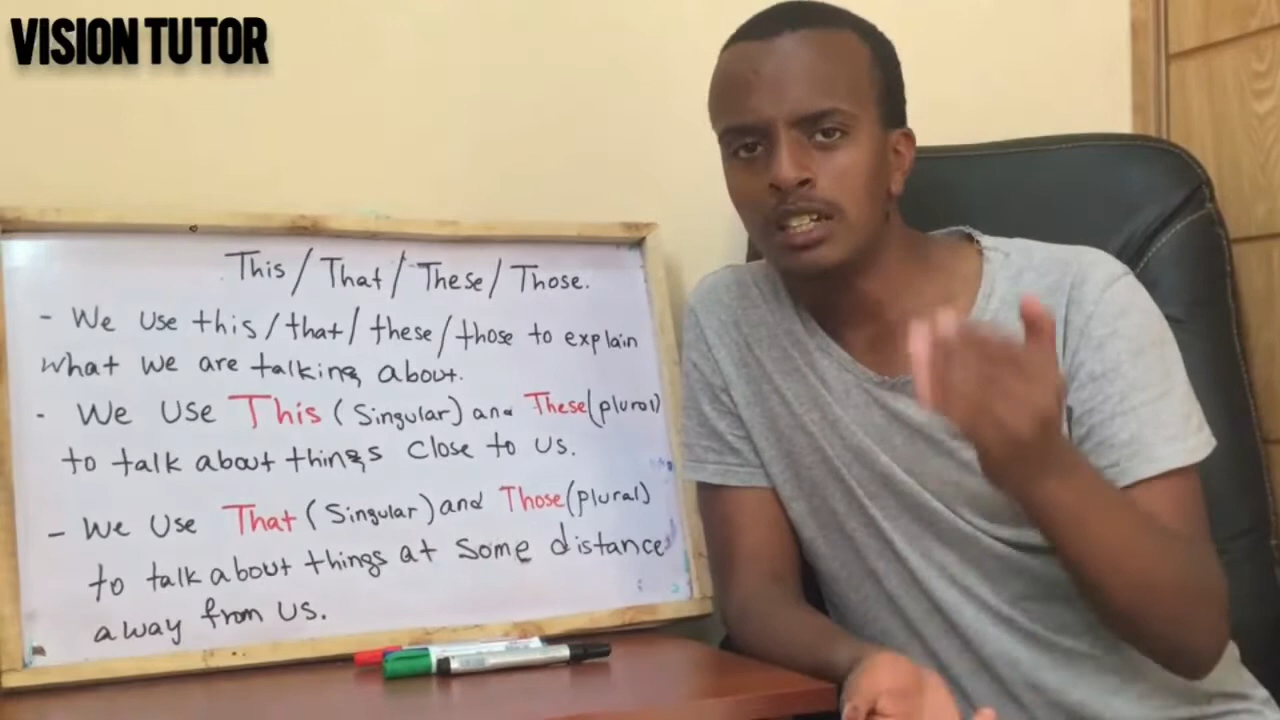 VISION TUTOR
This / That / These / Those.
- We use this / that / these / those to explain
what we are talking about.
- We use This (Singular) and These (plural)
to talk about things close to us.
- We use That (Singular) and Those (plural)
to talk about things at some distance
away from us.